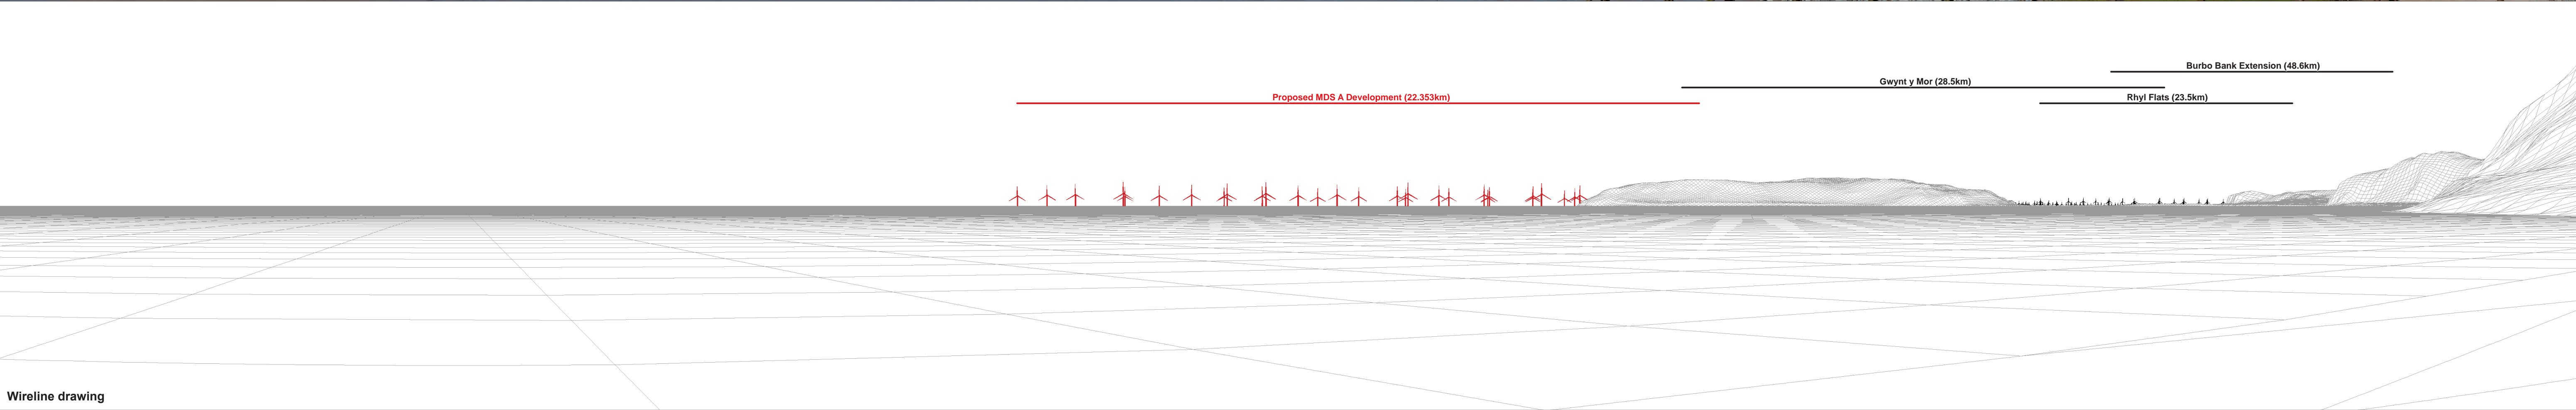 Burbo Bank Extension (48.6km)
Gwynt y Mor (28.5km)
Proposed MDS A Development (22.353km)
Rhyl Flats (23.5km)
Wireline drawing